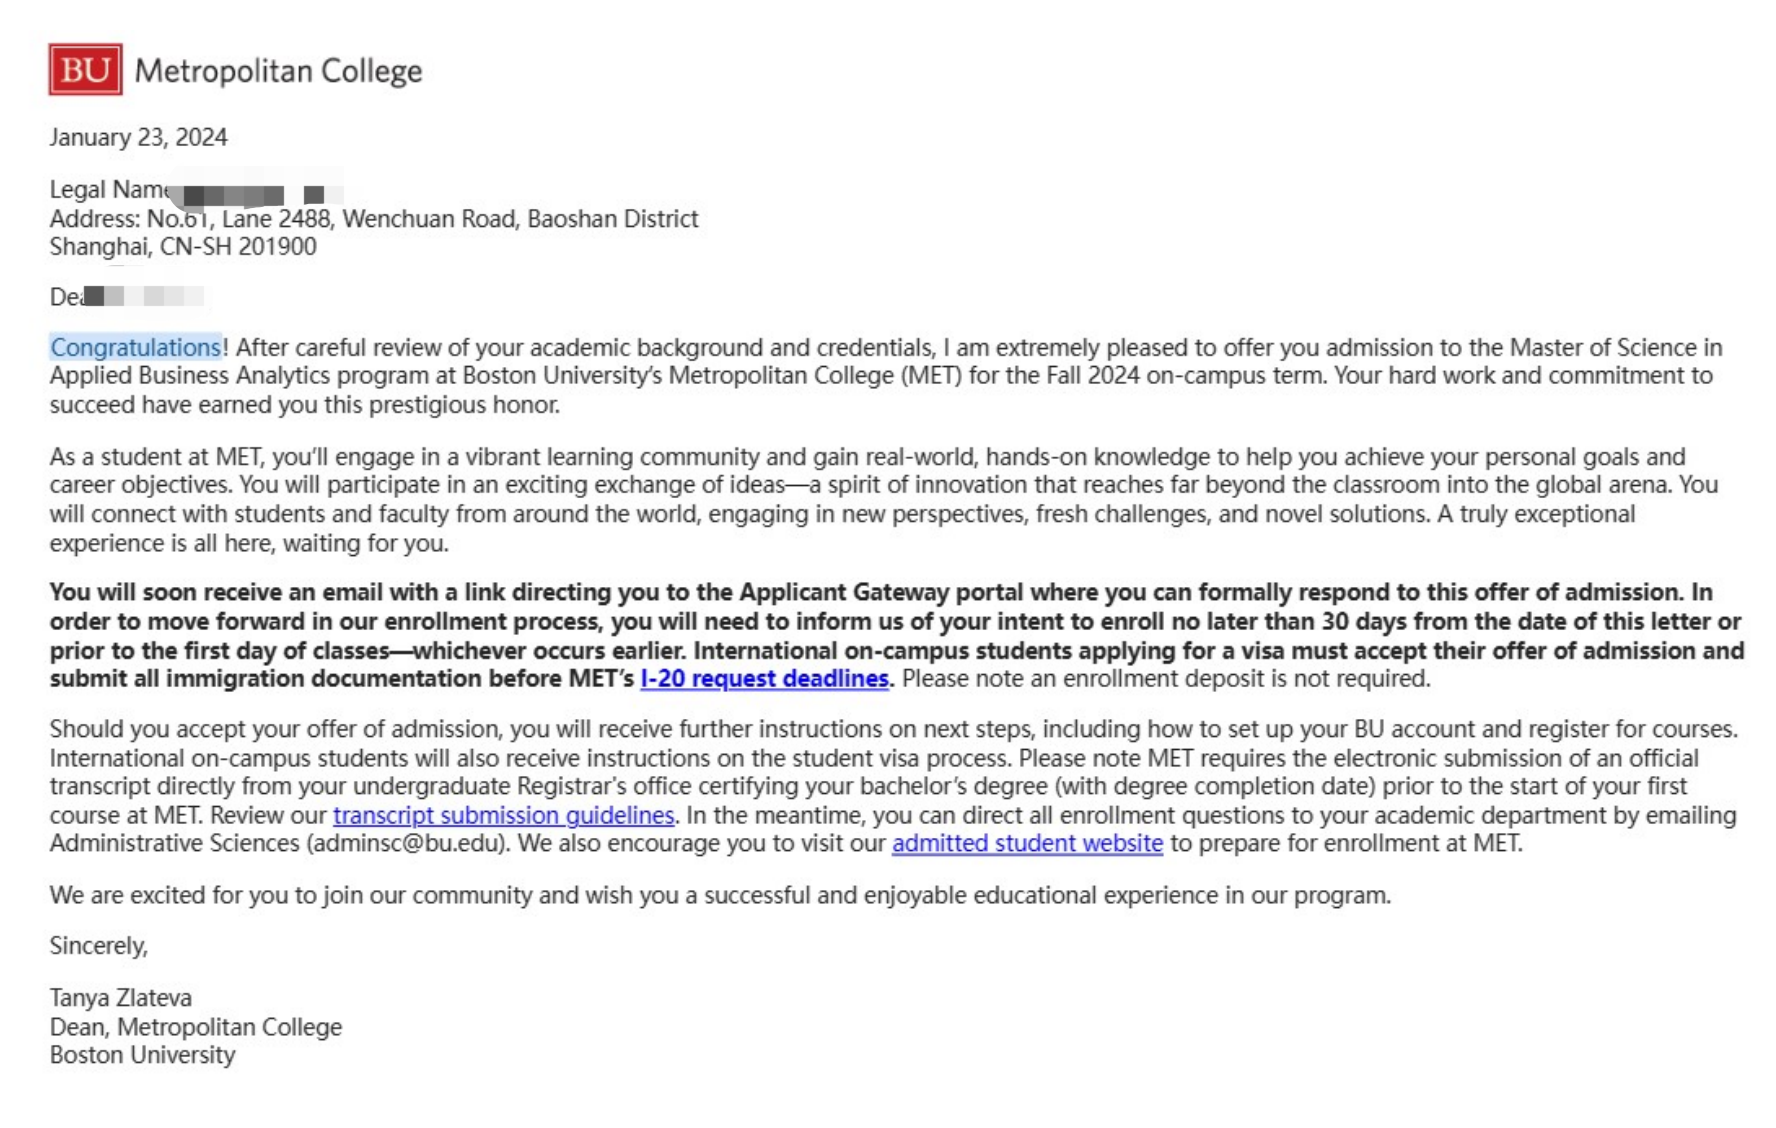 BU Metropolitan College
January 23, 2024
Legal Name
Address: No.61, Lane 2488, Wenchuan Road, Baoshan District
Shanghai, CN-SH 201900
Congratulations! After careful review of your academic background and credentials, I am extremely pleased to offer you admission to the Master of Science in
Applied Business Analytics program at Boston University's Metropolitan College (MET) for the Fall 2024 on-campus term. Your hard work and commitment to
succeed have earned you this prestigious honor.
As a student at MET, you'll engage in a vibrant learning community and gain real-world, hands-on knowledge to help you achieve your personal goals and
career objectives. You will participate in an exciting exchange of ideas—a spirit of innovation that reaches far beyond the classroom into the global arena. You
will connect with students and faculty from around the world, engaging in new perspectives, fresh challenges, and novel solutions. A truly exceptional
experience is all here, waiting for you.
You will soon receive an email with a link directing you to the Applicant Gateway portal where you can formally respond to this offer of admission. In
order to move forward in our enrollment process, you will need to inform us of your intent to enroll no later than 30 days from the date of this letter or
prior to the first day of classes—whichever occurs earlier. International on-campus students applying for a visa must accept their offer of admission and
submit all immigration documentation before MET's I-20 request deadlines. Please note an enrollment deposit is not required.
Should you accept your offer of admission, you will receive further instructions on next steps, including how to set up your BU account and register for courses.
International on-campus students will also receive instructions on the student visa process. Please note MET requires the electronic submission of an official
transcript directly from your undergraduate Registrar's office certifying your bachelor's degree (with degree completion date) prior to the start of your first
course at MET. Review our transcript submission guidelines. In the meantime, you can direct all enrollment questions to your academic department by emailing
Administrative Sciences (adminsc@bu.edu). We also encourage you to visit our admitted student website to prepare for enrollment at MET.
We are excited for you to join our community and wish you a successful and enjoyable educational experience in our program.
Sincerely,
Tanya Zlateva
Dean, Metropolitan College
Boston University